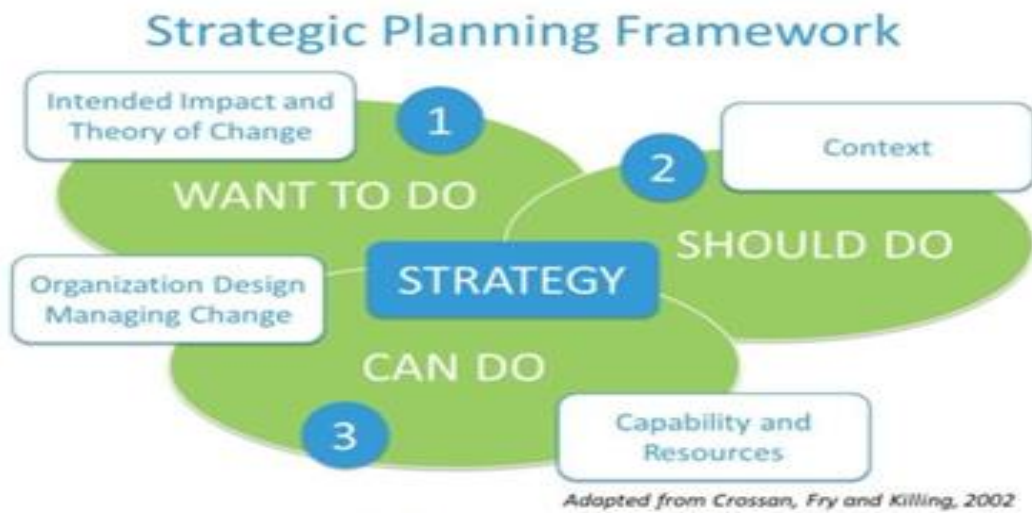 Strategic Planning Framework
Intended Impact and
Theory of Change
1
WANT TO DO
2
Context
SHOULD DO
STRATEGY
Organization Design
Managing Change
CAN DO
3
Capability and
Resources
Adapted from Crossan, Fry and Killing, 2002